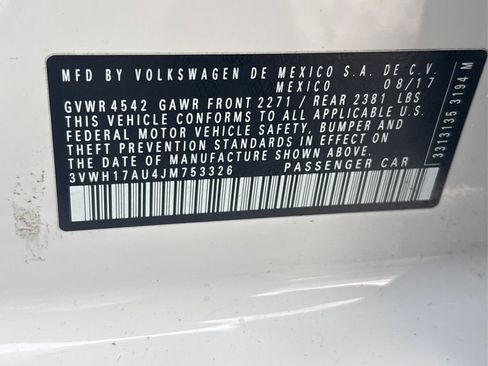 MFD BY VOLKSWAGEN DE MEXICO S.A. DE C.V.
MEXICO 08/17
GVWR 4542 GAWR FRONT 2271 / REAR 2381 LBS
THIS VEHICLE CONFORMS TO ALL APPLICABLE U.S.
FEDERAL MOTOR VEHICLE SAFETY, BUMPER AND
THEFT PREVENTION STANDARDS IN EFFECT ON
THE DATE OF MANUFACTURE SHOWN ABOVE.
3VWH17AU4JM753326 PASSENGER CAR
3313135 3194 M